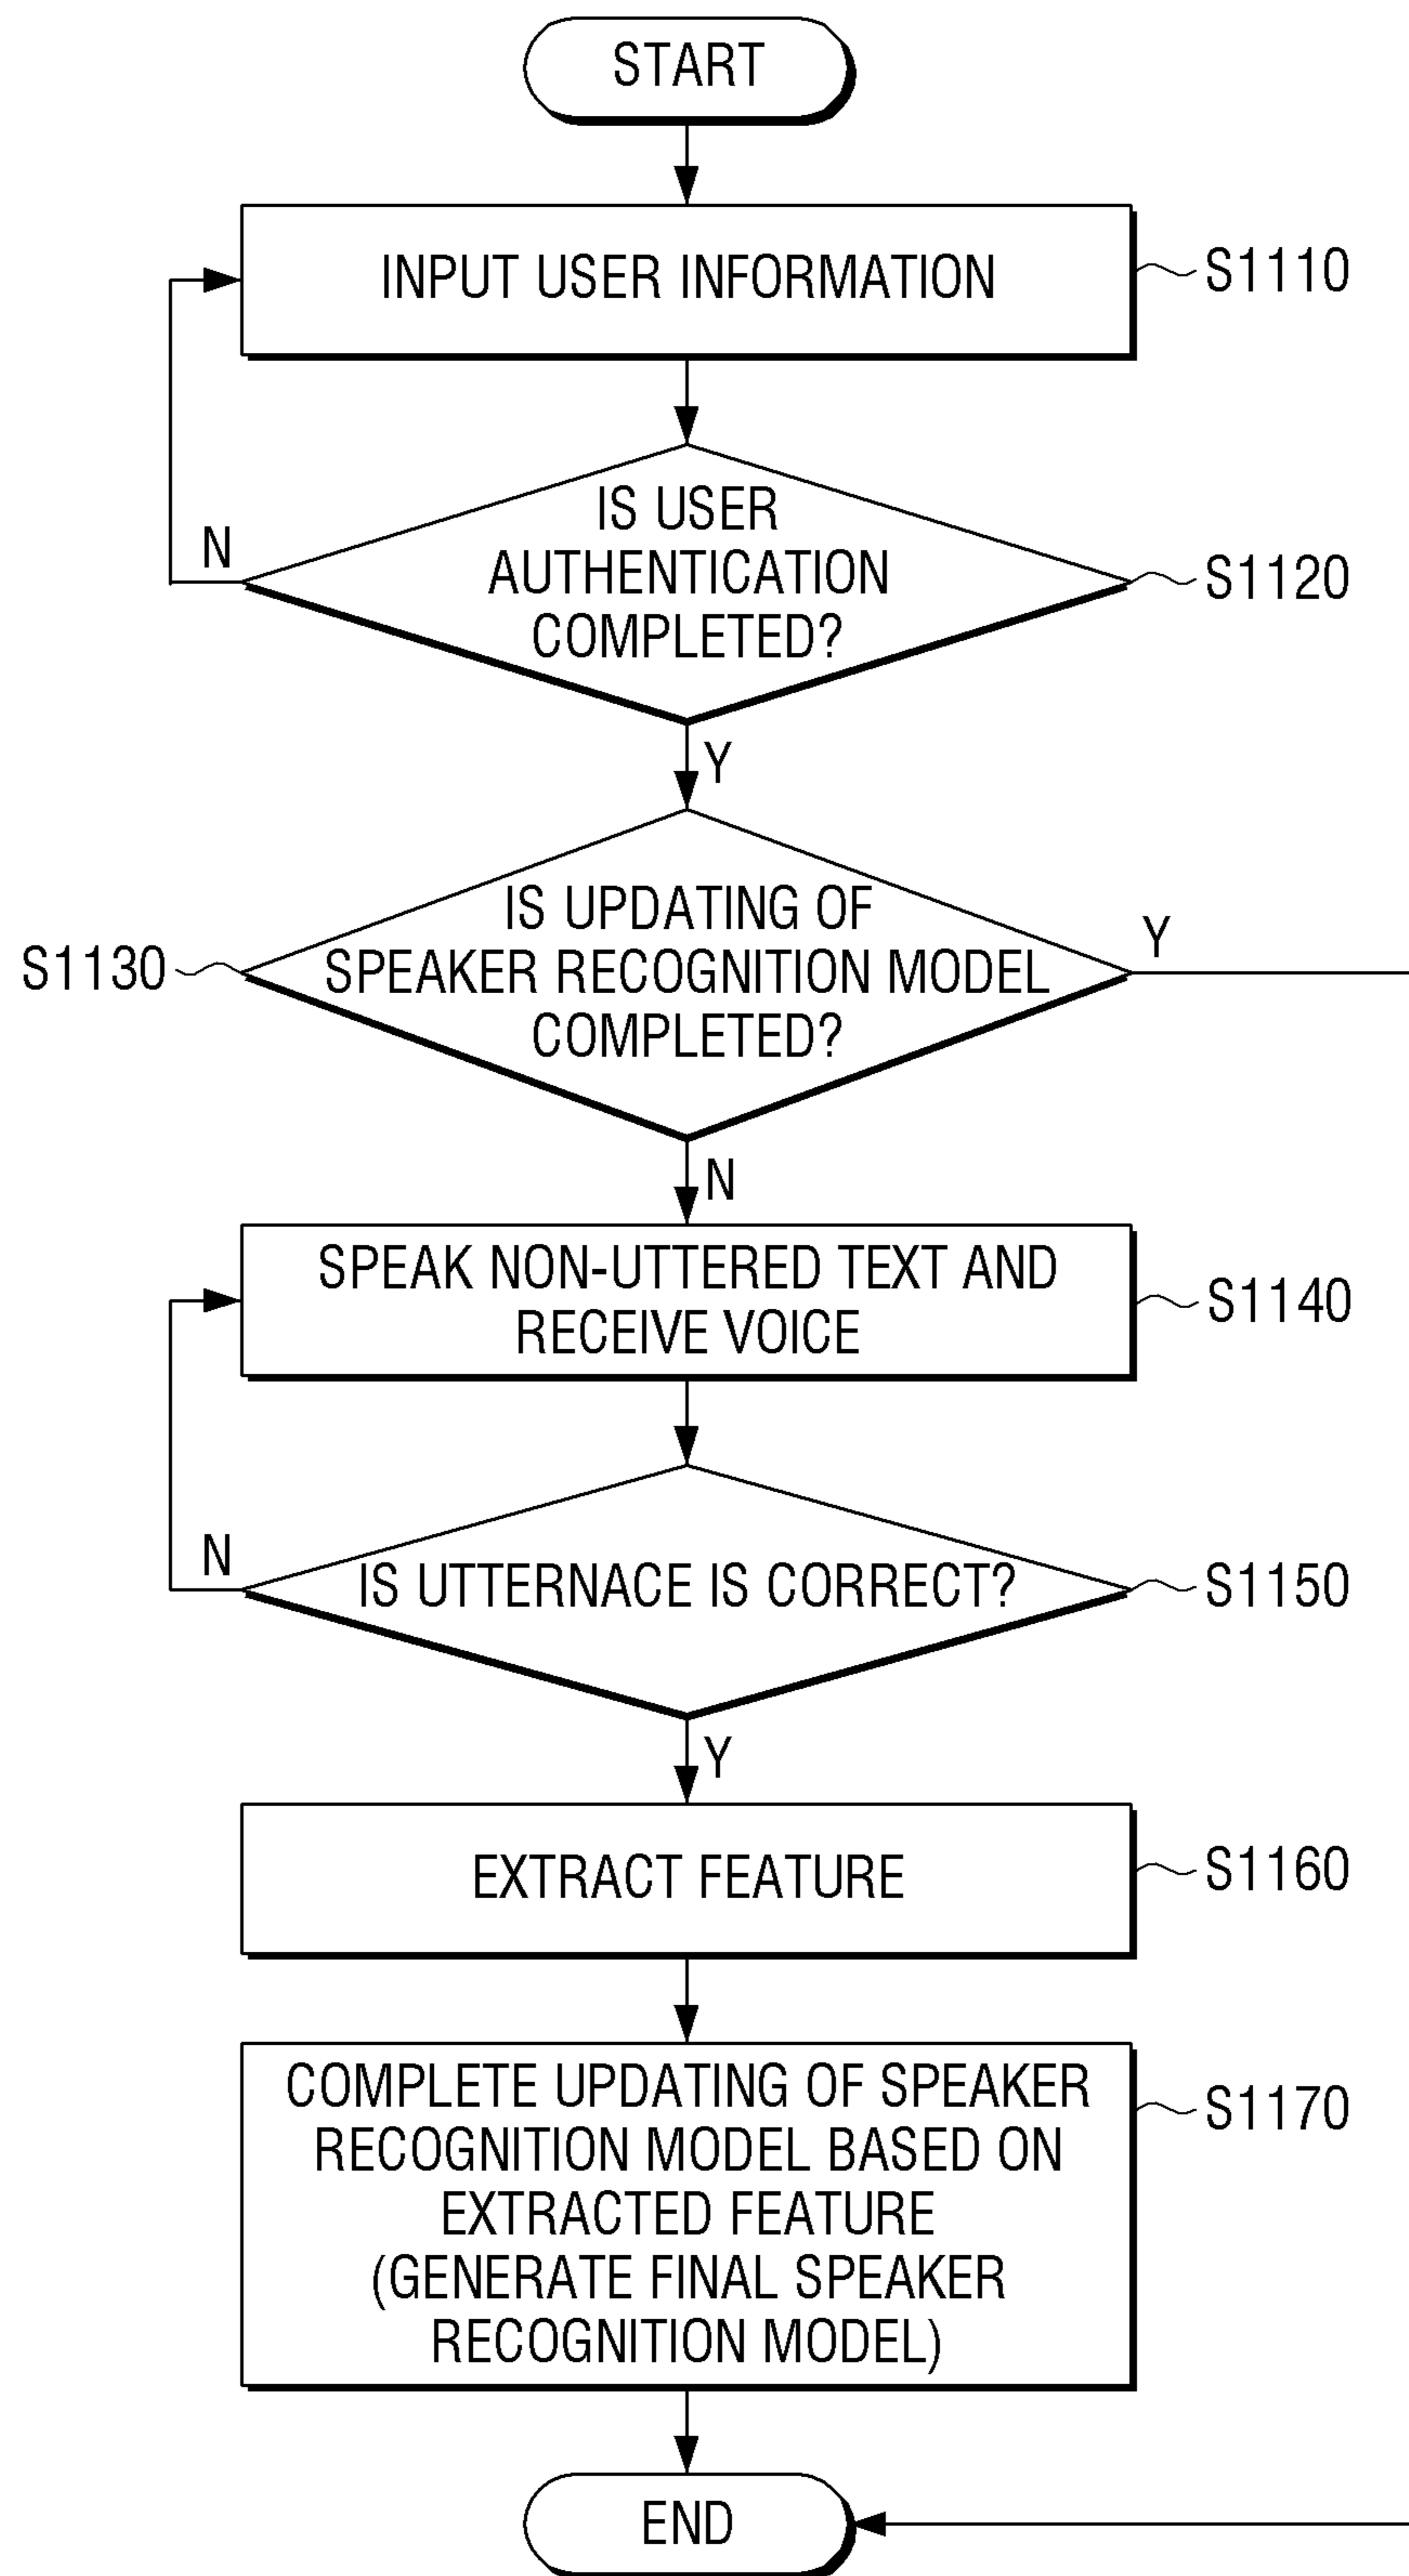 START
INPUT USER INFORMATION
S1110
IS USER
AUTHENTICATION
COMPLETED?
S1120
N
Y
IS UPDATING OF
SPEAKER RECOGNITION MODEL
COMPLETED?
S1130
Y
N
SPEAK NON-UTTERED TEXT AND
RECEIVE VOICE
S1140
IS UTTERNACE IS CORRECT?
S1150
N
Y
EXTRACT FEATURE
S1160
COMPLETE UPDATING OF SPEAKER
RECOGNITION MODEL BASED ON
EXTRACTED FEATURE
(GENERATE FINAL SPEAKER
RECOGNITION MODEL)
S1170
END